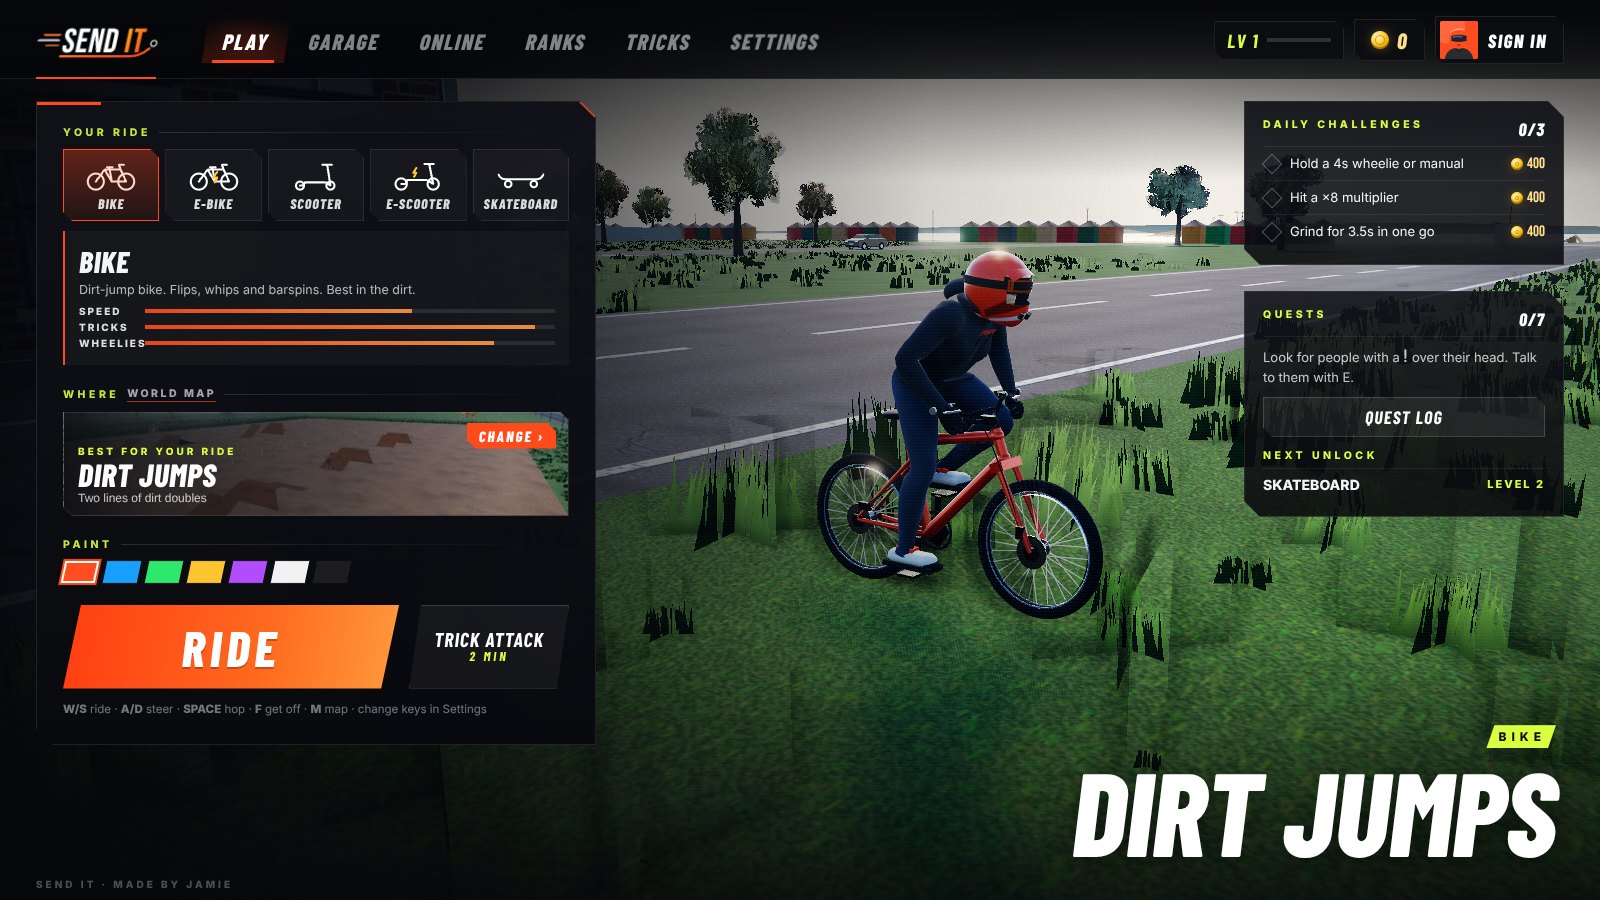 SEND IT
PLAY
GARAGE
ONLINE
RANKS
TRICKS
SETTINGS
LV 1
0
SIGN IN
YOUR RIDE
BIKE
E-BIKE
SCOOTER
E-SCOOTER
SKATEBOARD
BIKE
Dirt-jump bike. Flips, whips and barspins. Best in the dirt.
SPEED
TRICKS
WHEELIES
WHERE WORLD MAP
CHANGE ›
BEST FOR YOUR RIDE
DIRT JUMPS
Two lines of dirt doubles
PAINT
RIDE
TRICK ATTACK
2 MIN
W/S ride · A/D steer · SPACE hop · F get off · M map · change keys in Settings
DAILY CHALLENGES 0/3
Hold a 4s wheelie or manual 400
Hit a ×8 multiplier 400
Grind for 3.5s in one go 400
QUESTS 0/7
Look for people with a ! over their head. Talk
to them with E.
QUEST LOG
NEXT UNLOCK
SKATEBOARD LEVEL 2
BIKE
DIRT JUMPS
SEND IT · MADE BY JAMIE